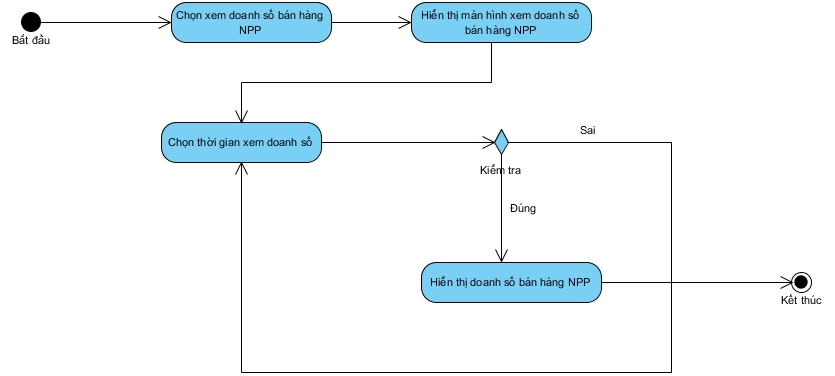 Bắt đầu
Chọn xem doanh số bán hàng
NPP
Hiển thị màn hình xem doanh số
bán hàng NPP
Chọn thời gian xem doanh số
Sai
Kiểm tra
Đúng
Hiển thị doanh số bán hàng NPP
Kết thúc